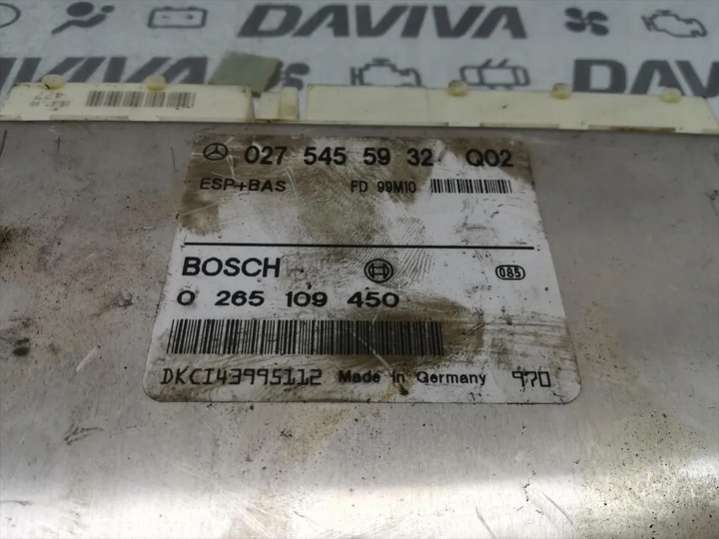 DAVIVA
DAVIVA
DAVIVA
027 545 59 32 Q02
ESP+BAS FD 99M10
BOSCH
085
0 265 109 450
DKCI43995112 Made in Germany 970